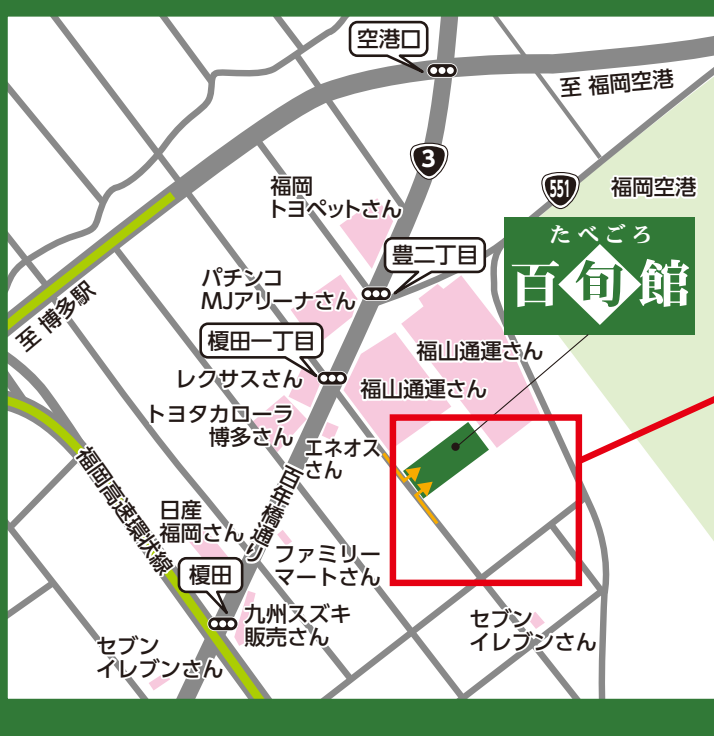 空港口
至 福岡空港
3
551
福岡空港
福岡
トヨペットさん
たべごろ
百旬館
豊二丁目
パチンコ
MJアリーナさん
至 博多駅
榎田一丁目
福山通運さん
レクサスさん
福山通運さん
トヨタカローラ
博多さん
エネオス
さん
百年橋通り
福岡高速環状線
日産
福岡さん
ファミリー
マートさん
榎田
九州スズキ
販売さん
セブン
イレブンさん
セブン
イレブンさん